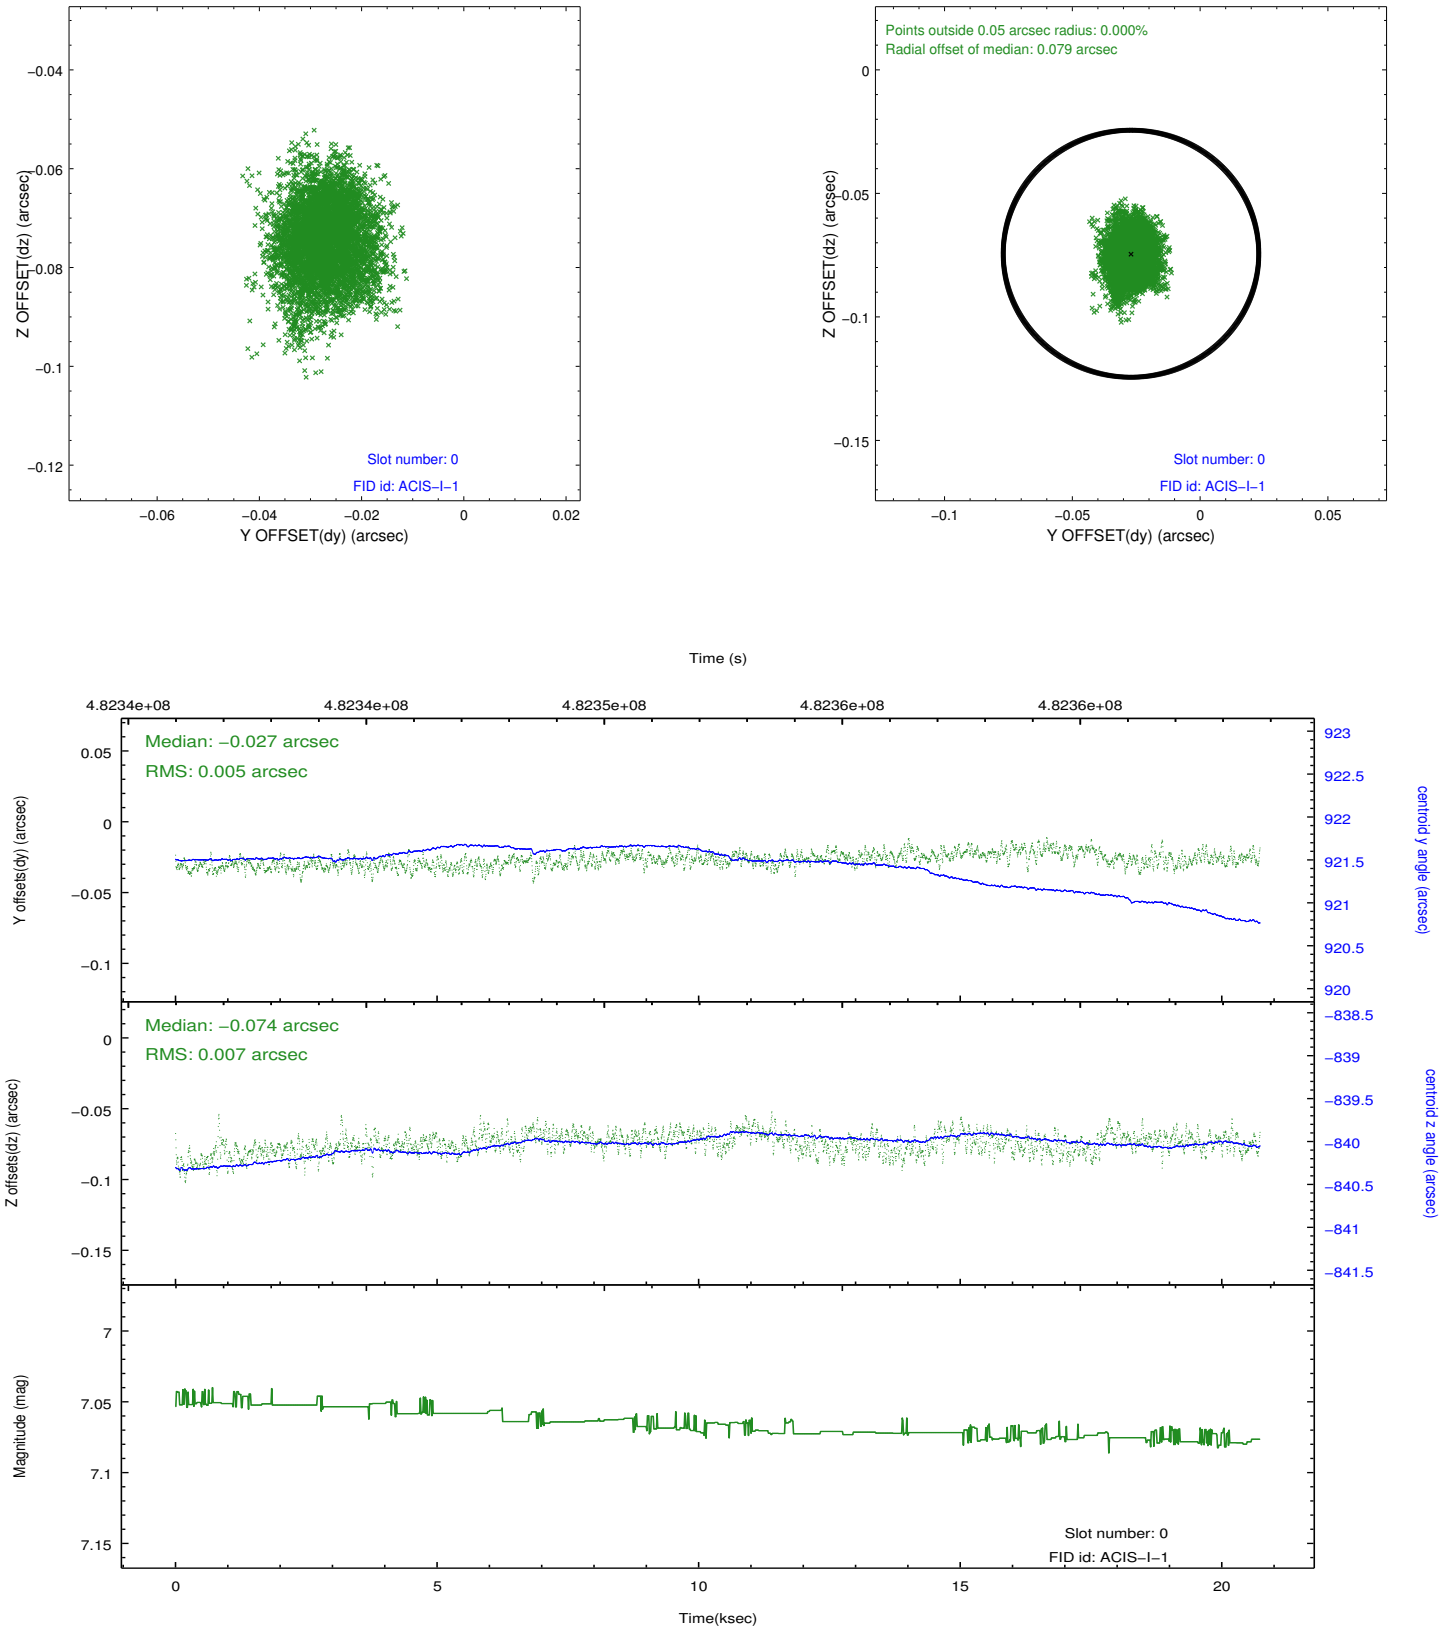 −0.04
−0.06
−0.08
−0.1
−0.12
Z OFFSET(dz) (arcsec)
Slot number: 0
FID id: ACIS−I−1
−0.06
−0.04
−0.02
0
0.02
Y OFFSET(dy) (arcsec)
Points outside 0.05 arcsec radius: 0.000%
Radial offset of median: 0.079 arcsec
0
−0.05
−0.1
−0.15
Z OFFSET(dz) (arcsec)
Slot number: 0
FID id: ACIS−I−1
−0.1
−0.05
0
0.05
Y OFFSET(dy) (arcsec)
Time (s)
4.8234e+08
4.8234e+08
4.8235e+08
4.8236e+08
4.8236e+08
Median: −0.027 arcsec
RMS: 0.005 arcsec
0.05
0
−0.05
−0.1
Y offsets(dy) (arcsec)
923
922.5
922
921.5
921
920.5
920
centroid y angle (arcsec)
Median: −0.074 arcsec
RMS: 0.007 arcsec
0
−0.05
−0.1
−0.15
Z offsets(dz) (arcsec)
−838.5
−839
−839.5
−840
−840.5
−841
−841.5
centroid z angle (arcsec)
7
7.05
7.1
7.15
Magnitude (mag)
Slot number: 0
FID id: ACIS−I−1
0
5
10
15
20
Time(ksec)